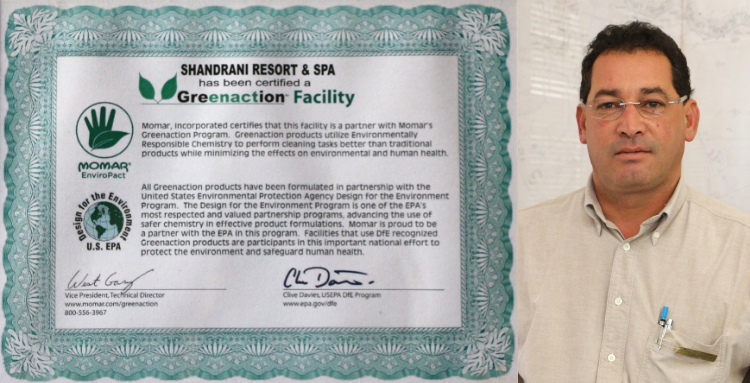 SHANDRANI RESORT & SPA
has been certified a
Greenaction™ Facility
MOMAR®
EnviroPact
Momar, Incorporated certifies that this facility is a partner with Momar's
Greenaction Program. Greenaction products utilize Environmentally
Responsible Chemistry to perform cleaning tasks better than traditional
products while minimizing the effects on environmental and human health.
Design for the Environment
U.S. EPA
All Greenaction products have been formulated in partnership with the
United States Environmental Protection Agency Design for the Environment
Program. The Design for the Environment Program is one of the EPA's
most respected and valued partnership programs, advancing the use of
safer chemistry in effective product formulations. Momar is proud to be
a partner with the EPA in this program. Facilities that use DfE recognized
Greenaction products are participants in this important national effort to
protect the environment and safeguard human health.
Vice President, Technical Director
www.momar.com/greenaction
800-556-3967
Clive Davies, USEPA DfE Program
www.epa.gov/dfe